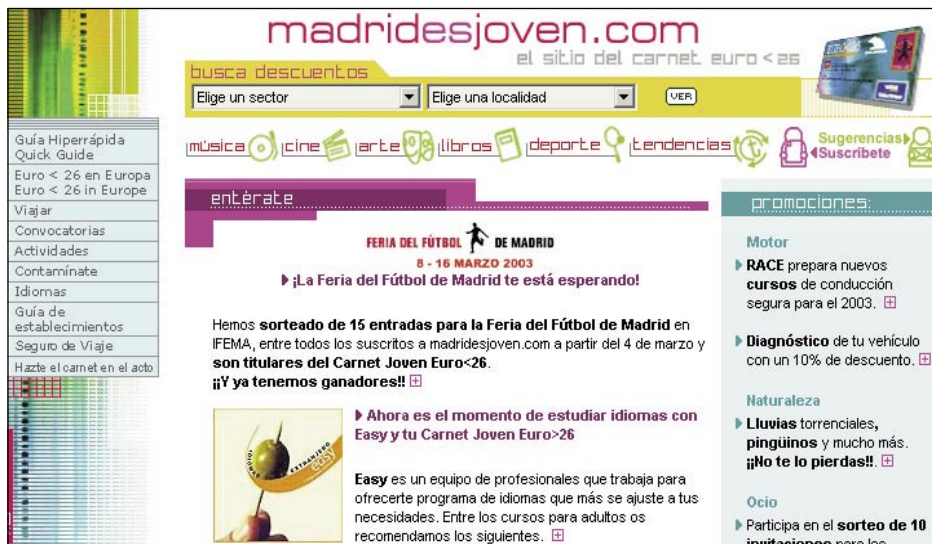 madridesjoven.com
el sitio del carnet euro<26
busca descuentos
Elige un sector
Elige una localidad
VER
música
cine
arte
libros
deporte
tendencias
Sugerencias
Suscríbete
Guía Hiperrápida
Quick Guide
Euro < 26 en Europa
Euro < 26 in Europe
Viajar
Convocatorias
Actividades
Contamínate
Idiomas
Guía de
establecimientos
Seguro de Viaje
Hazte el carnet en el acto
entérate
FERIA DEL FÚTBOL DE MADRID
8 - 16 MARZO 2003
¡La Feria del Fútbol de Madrid te está esperando!
Hemos sorteado de 15 entradas para la Feria del Fútbol de Madrid en
IFEMA, entre todos los suscritos a madridesjoven.com a partir del 4 de marzo y
son titulares del Carnet Joven Euro<26.
¡¡Y ya tenemos ganadores!!
IDIOMAS EXTRANJERO
easy
Ahora es el momento de estudiar idiomas con
Easy y tu Carnet Joven Euro>26
Easy es un equipo de profesionales que trabaja para
ofrecerte programa de idiomas que más se ajuste a tus
necesidades. Entre los cursos para adultos os
recomendamos los siguientes.
promociones:
Motor
RACE prepara nuevos
cursos de conducción
segura para el 2003.
Diagnóstico de tu vehículo
con un 10% de descuento.
Naturaleza
Lluvias torrenciales,
pingüinos y mucho más.
¡¡No te lo pierdas!!.
Ocio
Participa en el sorteo de 10
invitaciones para los